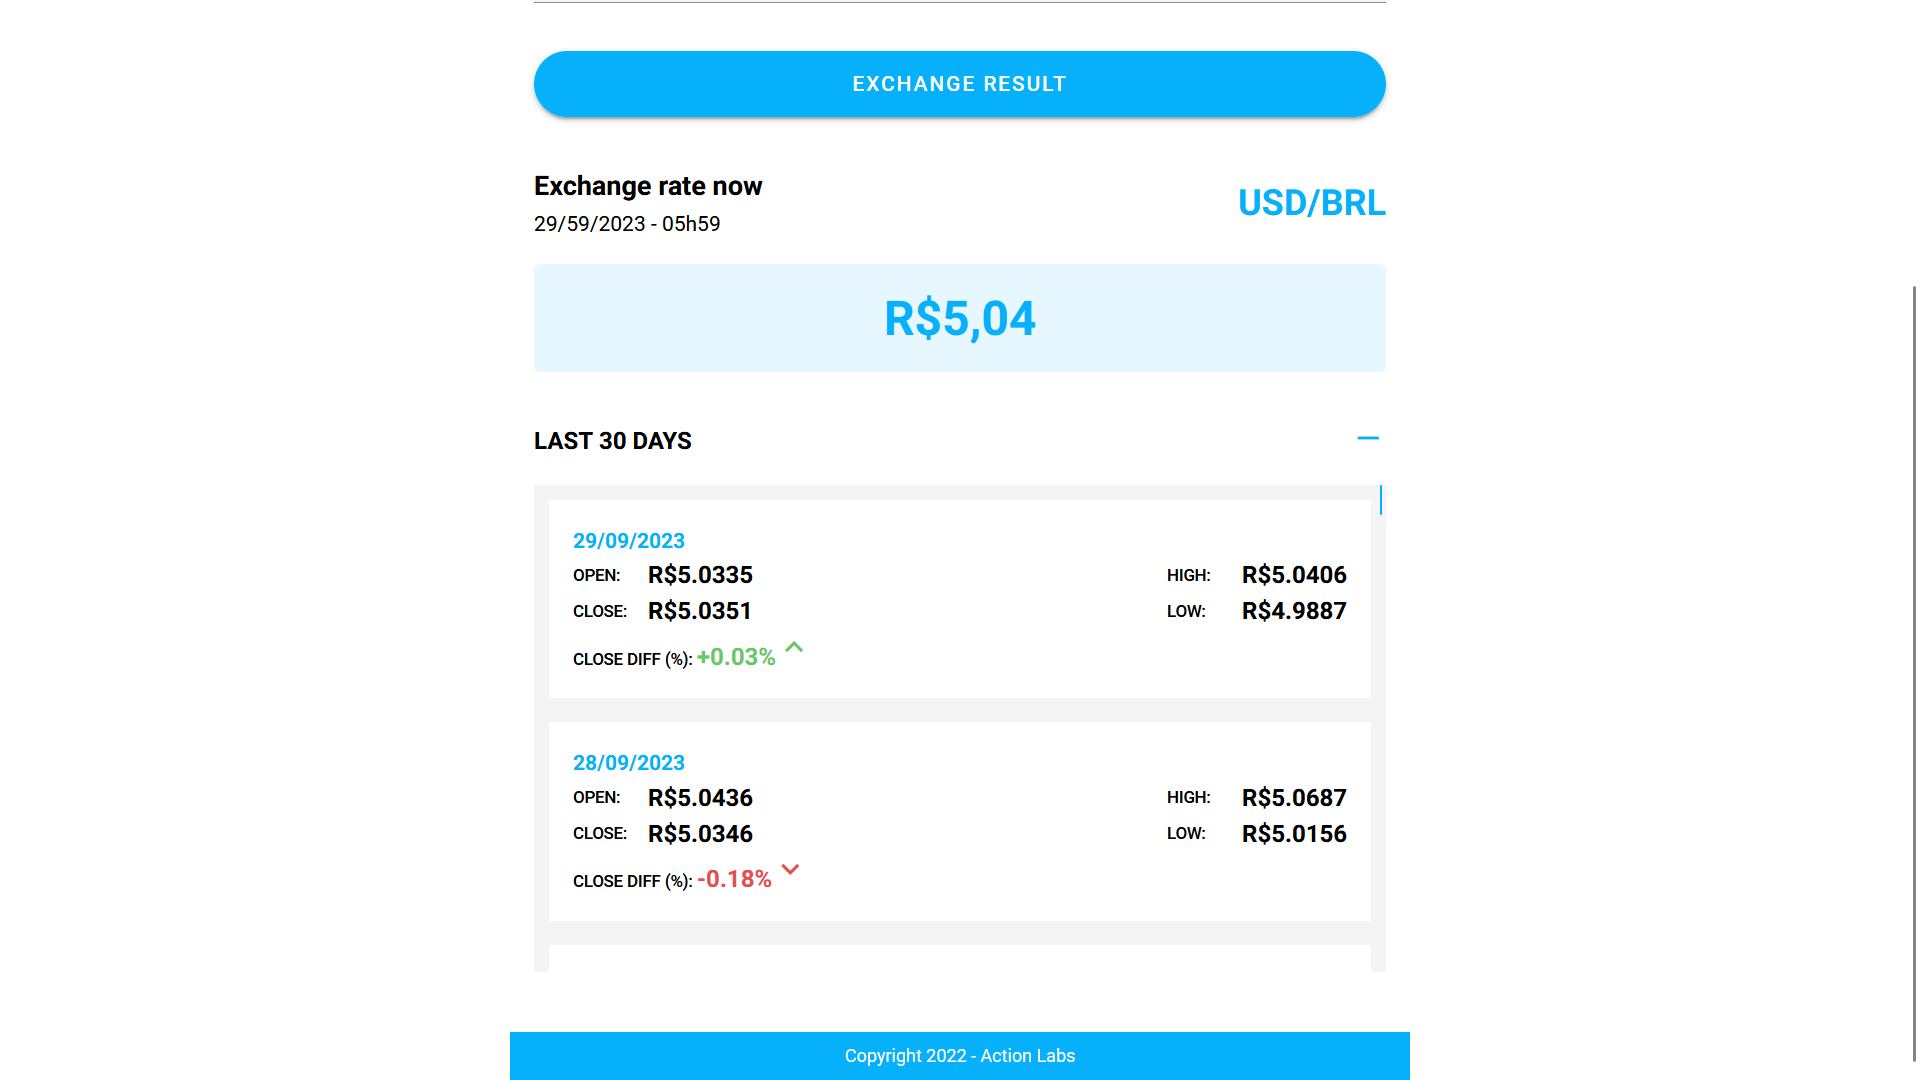 EXCHANGE RESULT
Exchange rate now
29/59/2023 - 05h59
USD/BRL
R$5,04
LAST 30 DAYS
29/09/2023
OPEN: R$5.0335 HIGH: R$5.0406
CLOSE: R$5.0351 LOW: R$4.9887
CLOSE DIFF (%): +0.03%
28/09/2023
OPEN: R$5.0436 HIGH: R$5.0687
CLOSE: R$5.0346 LOW: R$5.0156
CLOSE DIFF (%): -0.18%
Copyright 2022 - Action Labs